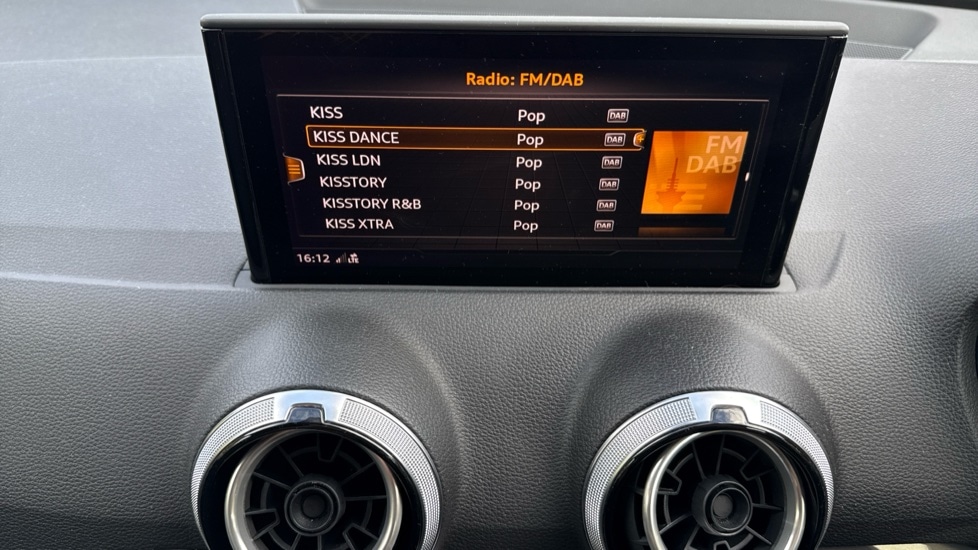 Radio: FM/DAB
KISS Pop DAB
KISS DANCE Pop DAB
KISS LDN Pop DAB
KISSTORY Pop DAB
KISSTORY R&B Pop DAB
KISS XTRA Pop DAB
FM
DAB
16:12 LTE